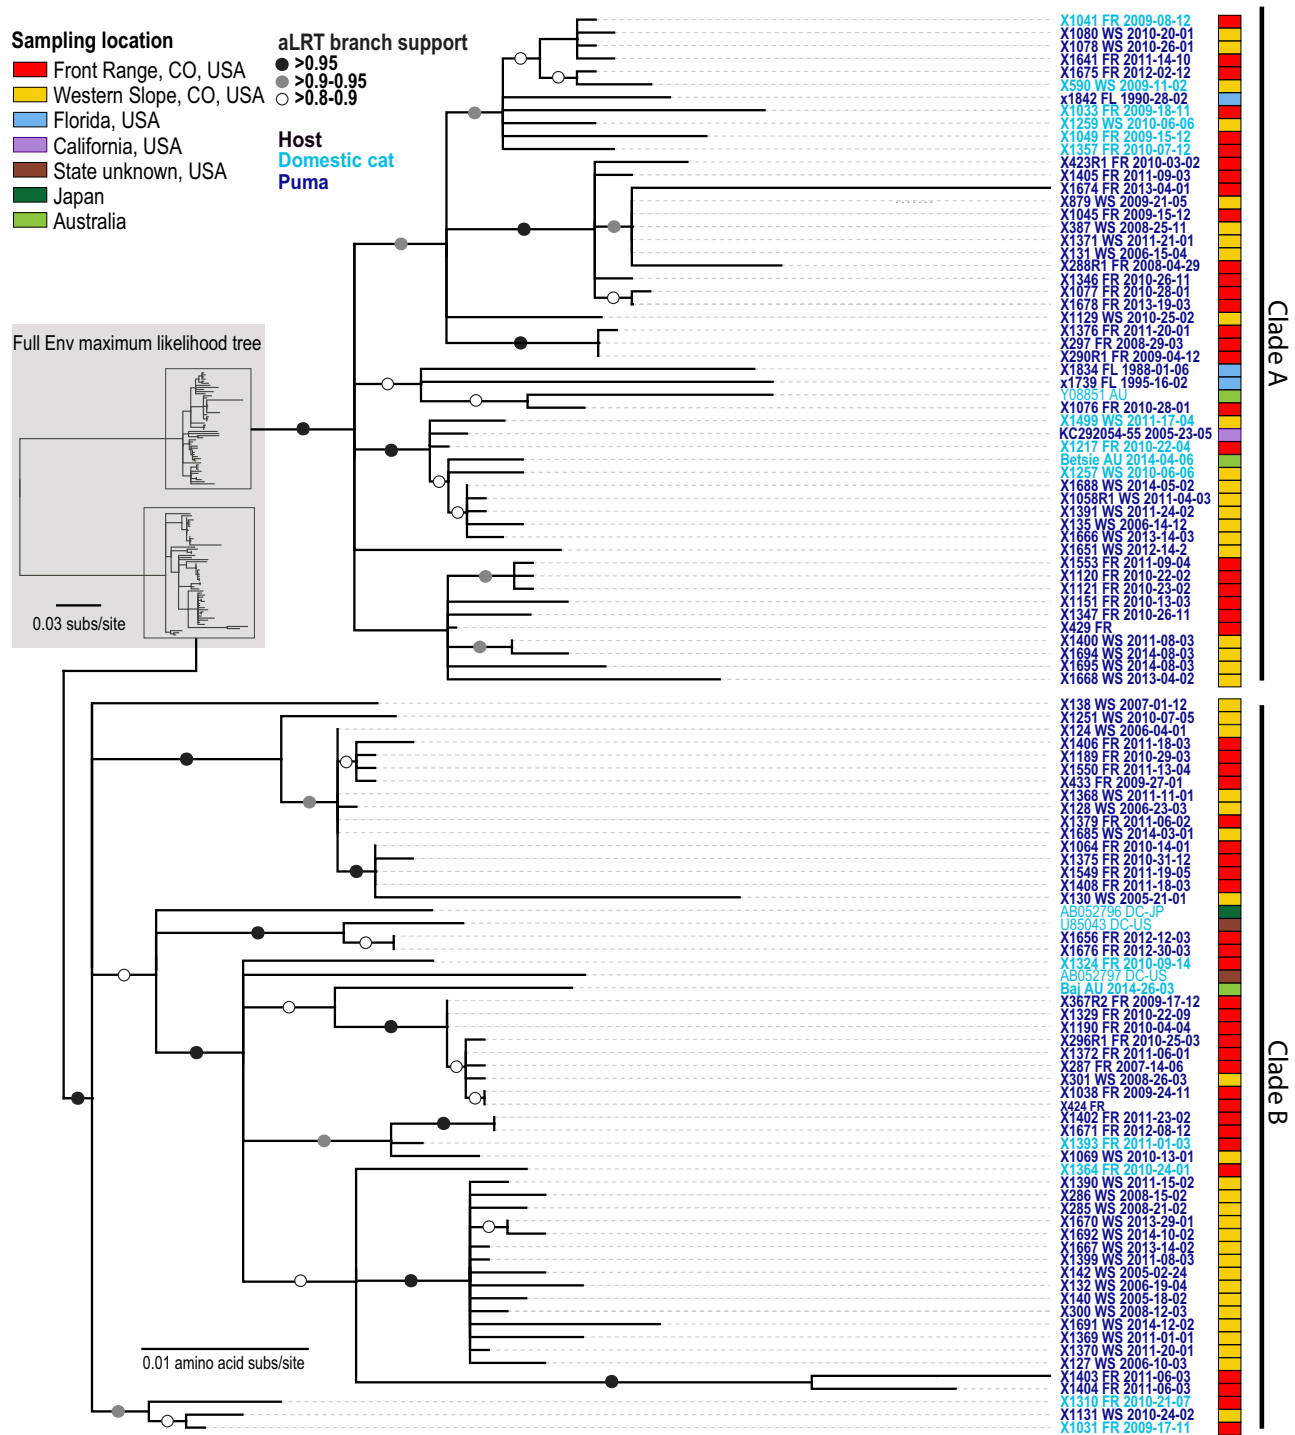 Sampling location
Front Range, CO, USA
Western Slope, CO, USA
Florida, USA
California, USA
State unknown, USA
Japan
Australia
aLRT branch support
>0.95
>0.9-0.95
>0.8-0.9
Host
Domestic cat
Puma
Full Env maximum likelihood tree
0.03 subs/site
X1041 FR 2009-08-12
X1080 WS 2010-20-01
X1078 WS 2010-26-01
X1641 FR 2011-14-10
X1675 FR 2012-02-12
X590 WS 2009-11-02
x1842 FL 1990-28-02
X1033 FR 2009-18-11
X1259 WS 2010-06-06
X1049 FR 2009-15-12
X1357 FR 2010-07-12
X423R1 FR 2010-03-02
X1405 FR 2011-09-03
X1674 FR 2013-04-01
X879 WS 2009-21-05
X1045 FR 2009-15-12
X387 WS 2008-25-11
X1371 WS 2011-21-01
X131 WS 2006-15-04
X288R1 FR 2008-04-29
X1346 FR 2010-26-11
X1077 FR 2010-28-01
X1678 FR 2013-19-03
X1129 WS 2010-25-02
X1376 FR 2011-20-01
X297 FR 2008-29-03
X290R1 FR 2009-04-12
X1834 FL 1988-01-06
x1739 FL 1995-16-02
Y08851 AU
X1076 FR 2010-28-01
X1499 WS 2011-17-04
KC292054-55 2005-23-05
X1217 FR 2010-22-04
Betsie AU 2014-04-06
X1257 WS 2010-06-06
X1688 WS 2014-05-02
X1058R1 WS 2011-04-03
X1391 WS 2011-24-02
X135 WS 2006-14-12
X1666 WS 2013-14-03
X1651 WS 2012-14-2
X1553 FR 2011-09-04
X1120 FR 2010-22-02
X1121 FR 2010-23-02
X1151 FR 2010-13-03
X1347 FR 2010-26-11
X429 FR
X1400 WS 2011-08-03
X1694 WS 2014-08-03
X1695 WS 2014-08-03
X1668 WS 2013-04-02
Clade A
X138 WS 2007-01-12
X1251 WS 2010-07-05
X124 WS 2006-04-01
X1406 FR 2011-18-03
X1189 FR 2010-29-03
X1550 FR 2011-13-04
X433 FR 2009-27-01
X1368 WS 2011-11-01
X128 WS 2006-23-03
X1379 FR 2011-06-02
X1685 WS 2014-03-01
X1064 FR 2010-14-01
X1375 FR 2010-31-12
X1549 FR 2011-19-05
X1408 FR 2011-18-03
X130 WS 2005-21-01
AB052796 DC-JP
U85043 DC-US
X1656 FR 2012-12-03
X1676 FR 2012-30-03
X1324 FR 2010-09-14
AB052797 DC-US
Baj AU 2014-26-03
X367R2 FR 2009-17-12
X1329 FR 2010-22-09
X1190 FR 2010-04-04
X296R1 FR 2010-25-03
X1372 FR 2011-06-01
X287 FR 2007-14-06
X301 WS 2008-26-03
X1038 FR 2009-24-11
X424 FR
X1402 FR 2011-23-02
X1671 FR 2012-08-12
X1393 FR 2011-01-03
X1069 WS 2010-13-01
X1364 FR 2010-24-01
X1390 WS 2011-15-02
X286 WS 2008-15-02
X285 WS 2008-21-02
X1670 WS 2013-29-01
X1692 WS 2014-10-02
X1667 WS 2013-14-02
X1399 WS 2011-08-03
X142 WS 2005-02-24
X132 WS 2006-19-04
X140 WS 2005-18-02
X300 WS 2008-12-03
X1691 WS 2014-12-02
X1369 WS 2011-01-01
X1370 WS 2011-20-01
X127 WS 2006-10-03
X1403 FR 2011-06-03
X1404 FR 2011-06-03
X1310 FR 2010-21-07
X1131 WS 2010-24-02
X1031 FR 2009-17-11
Clade B
0.01 amino acid subs/site